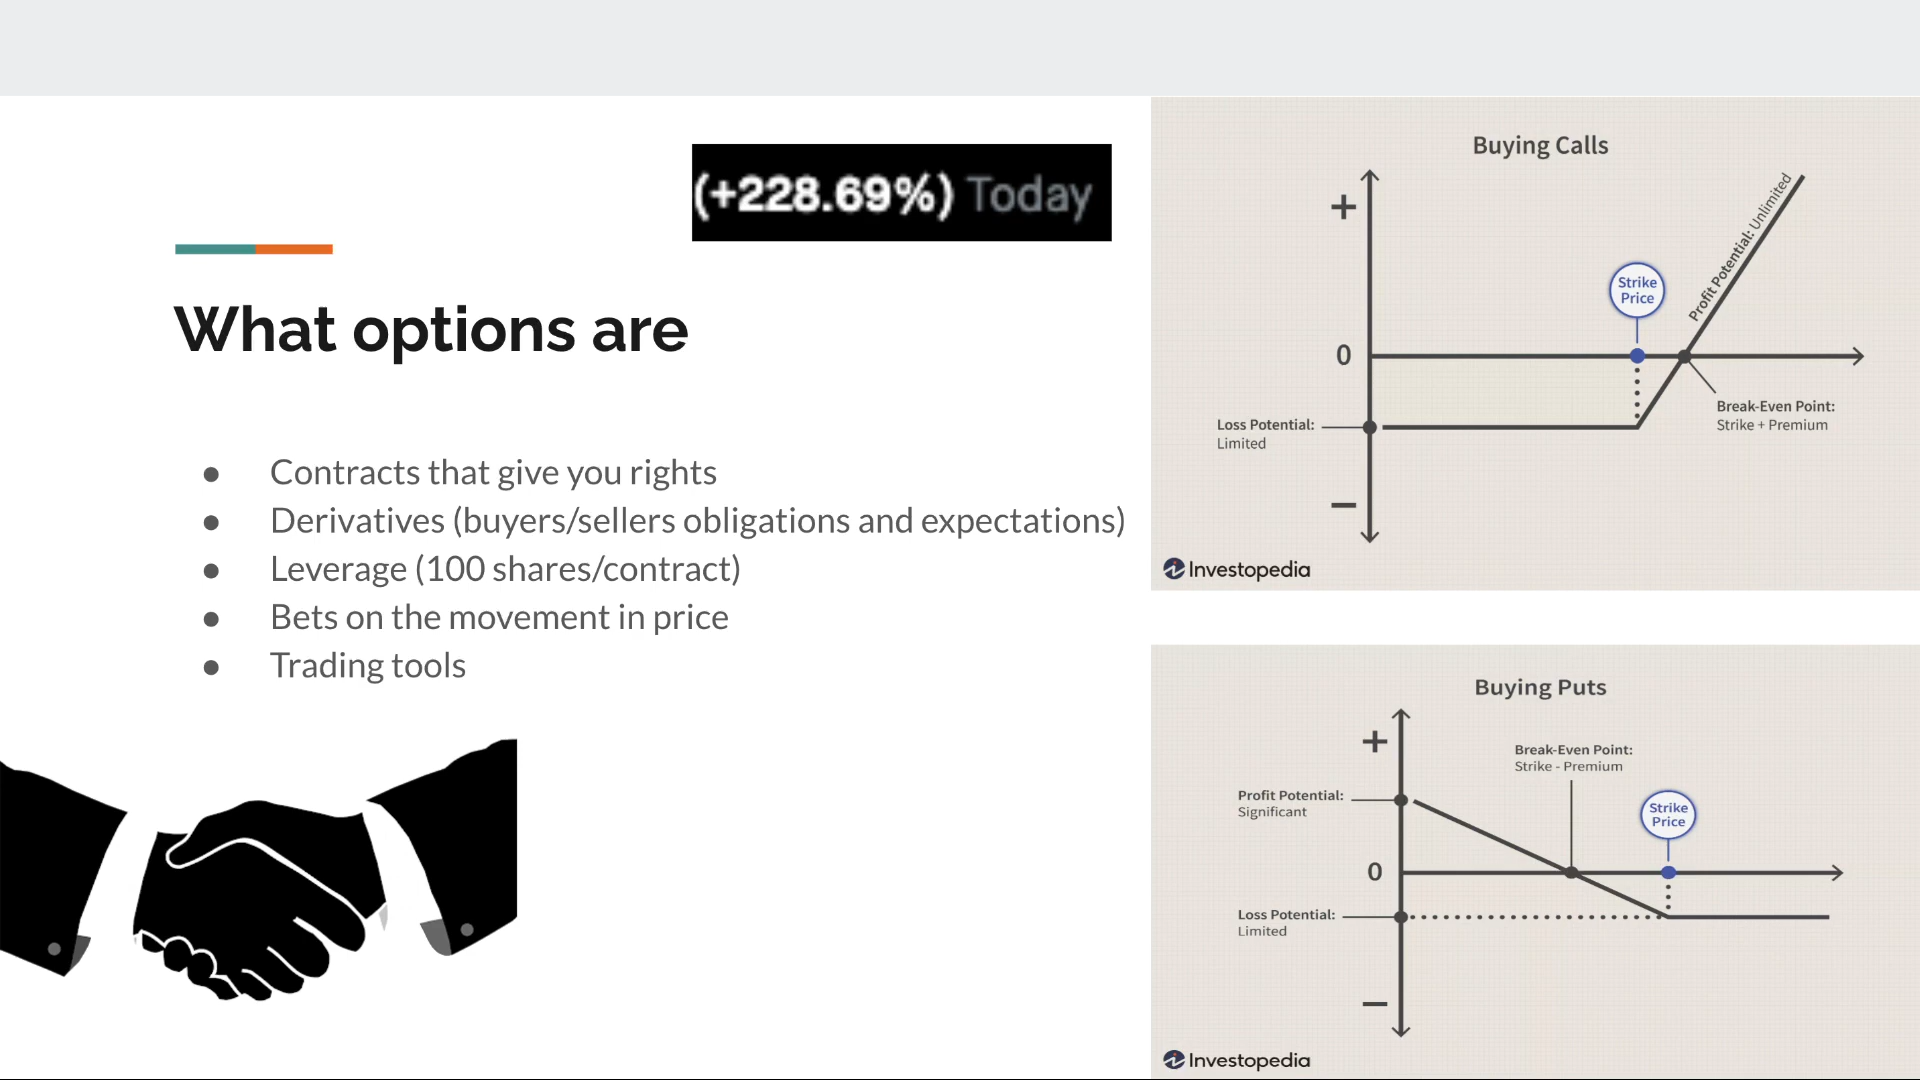 (+228.69%) Today
What options are
● Contracts that give you rights
● Derivatives (buyers/sellers obligations and expectations)
● Leverage (100 shares/contract)
● Bets on the movement in price
● Trading tools
Buying Calls
+
Profit Potential: Unlimited
Strike
Price
0
Break-Even Point:
Strike + Premium
Loss Potential:
Limited
−
Investopedia
Buying Puts
+
Break-Even Point:
Strike - Premium
Profit Potential:
Significant
Strike
Price
0
Loss Potential:
Limited
−
Investopedia